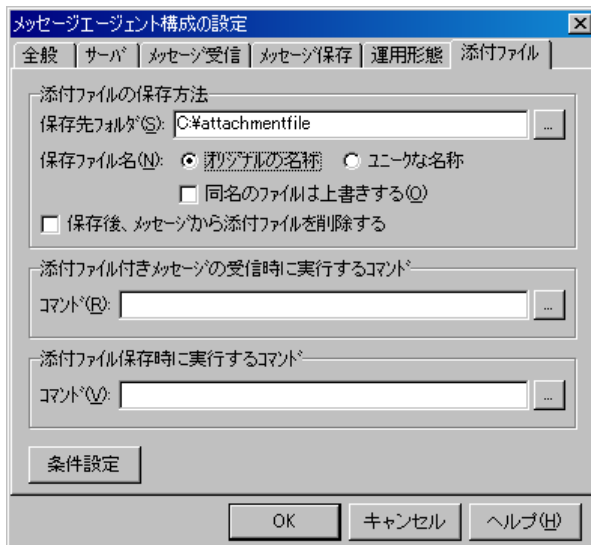 メッセージエージェント構成の設定
全般 サーバ メッセージ受信 メッセージ保存 運用形態 添付ファイル
添付ファイルの保存方法
保存先フォルダ(S): C:¥attachmentfile ...
保存ファイル名(N): オリジナルの名称 ユニークな名称
同名のファイルは上書きする(O)
保存後、メッセージから添付ファイルを削除する
添付ファイル付きメッセージの受信時に実行するコマンド
コマンド(R): ...
添付ファイル保存時に実行するコマンド
コマンド(V): ...
条件設定
OK キャンセル ヘルプ(H)